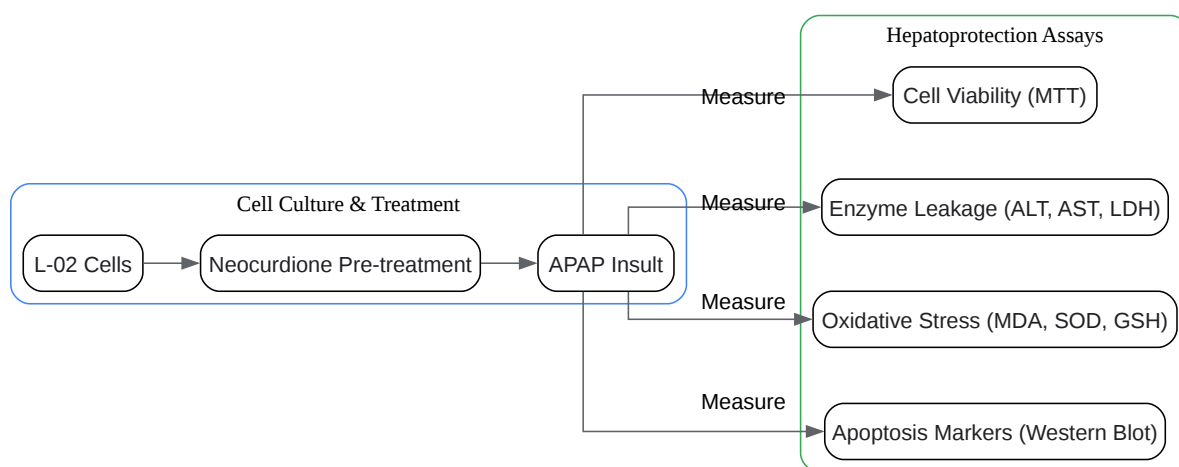 Hepatoprotection Assays
Measure
Cell Viability (MTT)
Cell Culture & Treatment
Measure
Enzyme Leakage (ALT, AST, LDH)
L-02 Cells
Neocurdione Pre-treatment
APAP Insult
Measure
Oxidative Stress (MDA, SOD, GSH)
Measure
Apoptosis Markers (Western Blot)